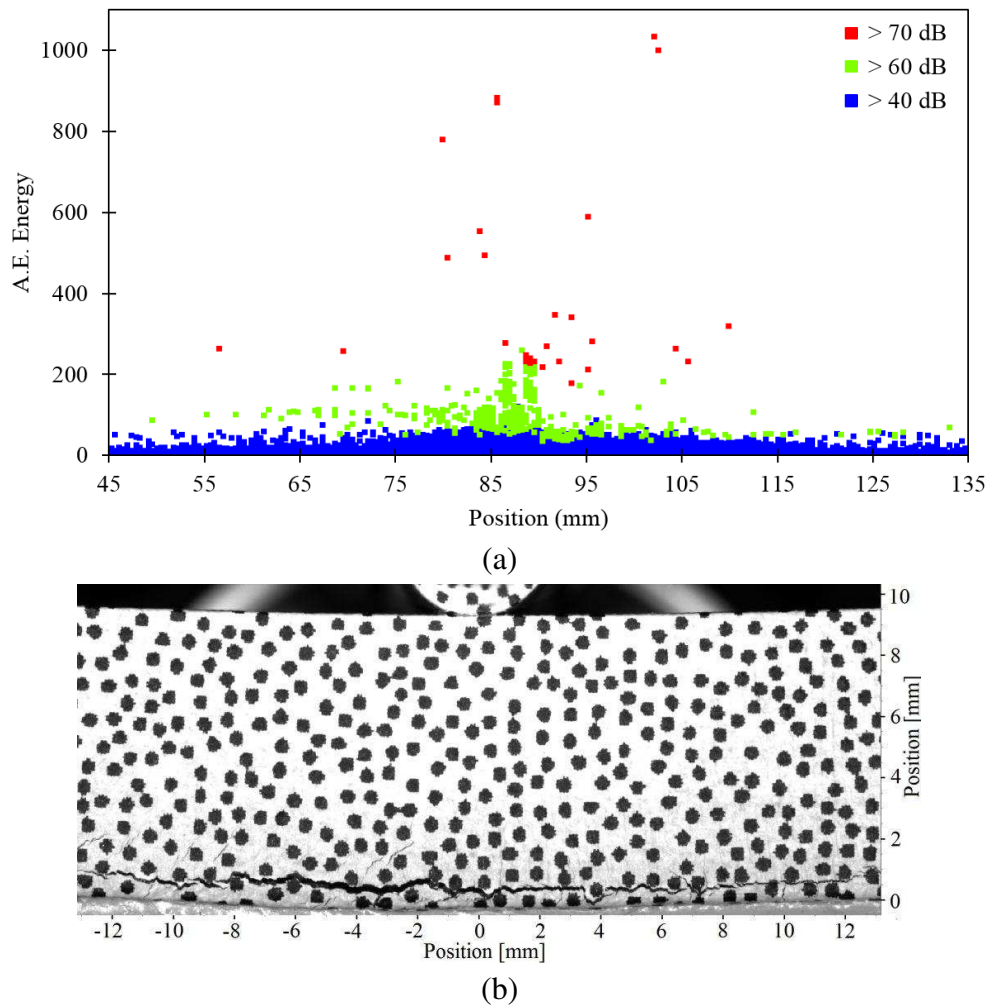 1000
800
600
400
200
0
A.E. Energy
> 70 dB
> 60 dB
> 40 dB
45 55 65 75 85 95 105 115 125 135
Position (mm)
(a)
10
8
6
4
2
0
Position [mm]
-12 -10 -8 -6 -4 -2 0 2 4 6 8 10 12
Position [mm]
(b)